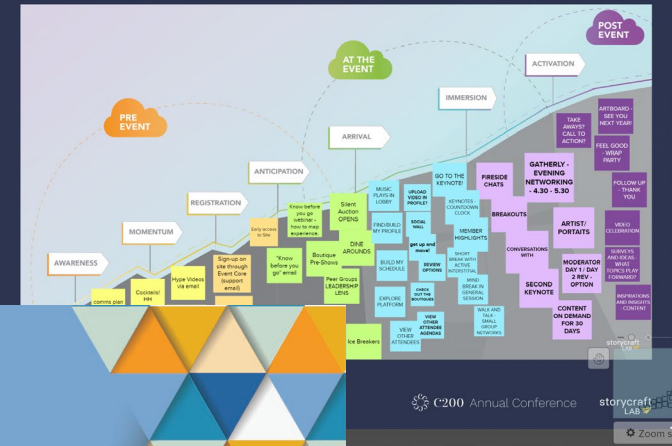 POST
EVENT
AT THE
EVENT
PRE
EVENT
ACTIVATION
IMMERSION
ARRIVAL
ANTICIPATION
REGISTRATION
MOMENTUM
AWARENESS
comms plan
Cocktails/
HH
Hype Videos
via email
Sign-up on
site through
Event Core
(support
email)
Early access
to Site
Know before
you go
webinar -
how to map
experience
"Know
before you
go" email
Boutique
Pre-Shows
Silent
Auction
OPENS
DINE
AROUNDS
Peer Groups
LEADERSHIP
LENS
Ice Breakers
MUSIC
PLAYS IN
LOBBY
FIND/BUILD
MY PROFILE
BUILD MY
SCHEDULE
EXPLORE
PLATFORM
VIEW
OTHER
ATTENDEES
UPLOAD
VIDEO IN
PROFILE?
SOCIAL
WALL
get up and
move!
REVIEW
OPTIONS
CHECK
OUT THE
BOUTIQUES
VIEW
OTHER
ATTENDEE
AGENDAS
GO TO THE
KEYNOTE!
KEYNOTES -
COUNTDOWN
CLOCK
MEMBER
HIGHLIGHTS
SHORT
BREAK WITH
ACTIVE
INTERSTITIAL
MIND
BREAK IN
GENERAL
SESSION
WALK AND
TALK -
SMALL
GROUP
NETWORKS
FIRESIDE
CHATS
BREAKOUTS
CONVERSATIONS
WITH
SECOND
KEYNOTE
GATHERLY -
EVENING
NETWORKING
- 4.30 - 5.30
ARTIST/
PORTAITS
MODERATOR
DAY 1 / DAY
2 REV -
OPTION
CONTENT
ON DEMAND
FOR 30
DAYS
TAKE
AWAYS?
CALL TO
ACTION?
ARTBOARD -
SEE YOU
NEXT YEAR!
FEEL GOOD
- WRAP
PARTY
FOLLOW UP
- THANK
YOU
VIDEO
CELEBRATION
SURVEYS
AND IDEAS-
WHAT
TOPICS PLAY
FORWARD?
INSPIRATIONS
AND INSIGHTS
CONTENT
storycraft
LAB
C200 Annual Conference
storycraft
LAB
Zoom s